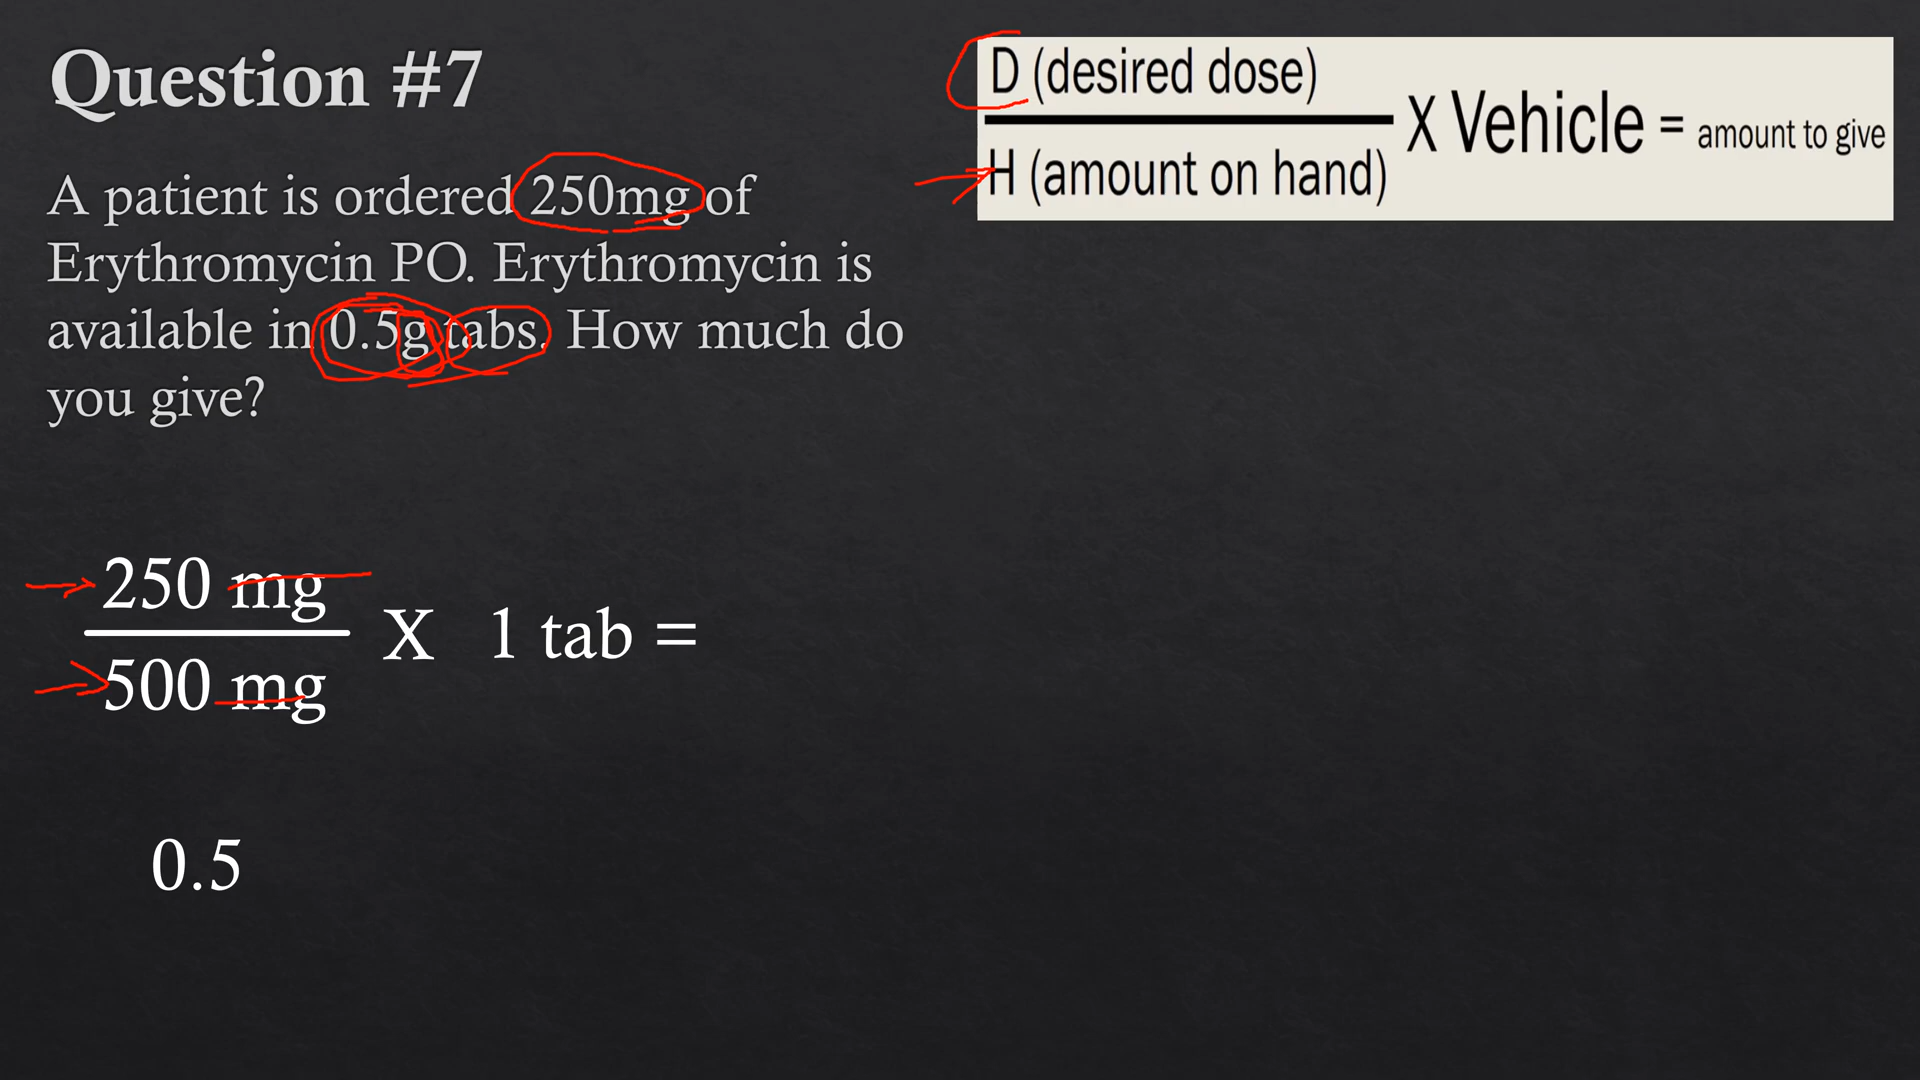 Question #7
A patient is ordered 250mg of
Erythromycin PO. Erythromycin is
available in 0.5g tabs. How much do
you give?
D (desired dose)
H (amount on hand)
X Vehicle = amount to give
250 mg
500 mg
X 1 tab =
0.5